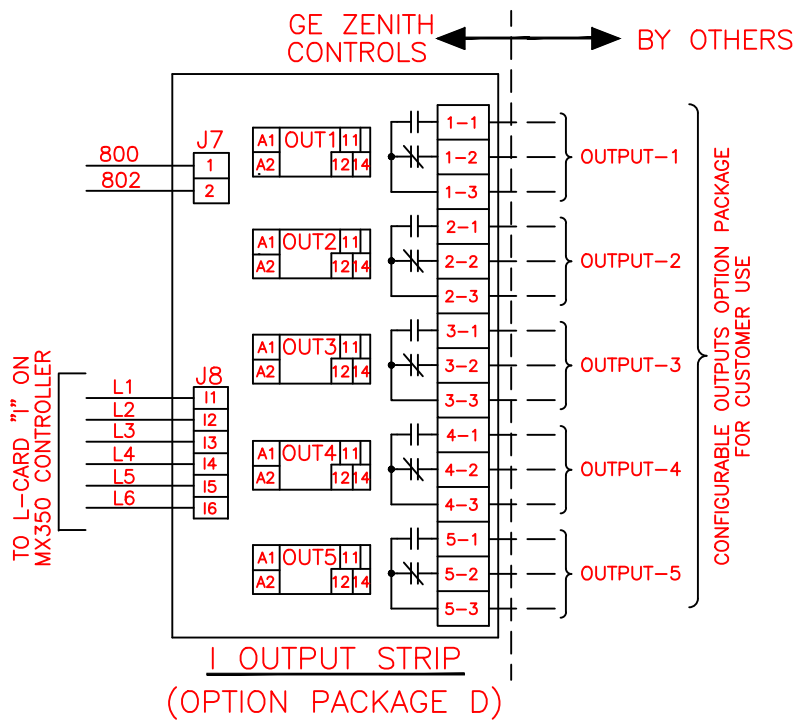 GE ZENITH
CONTROLS
BY OTHERS
J7
800
1
802
2
A1 OUT1 11
A2 12 14
1-1
1-2
1-3
OUTPUT-1
A1 OUT2 11
A2 12 14
2-1
2-2
2-3
OUTPUT-2
A1 OUT3 11
A2 12 14
3-1
3-2
3-3
OUTPUT-3
A1 OUT4 11
A2 12 14
4-1
4-2
4-3
OUTPUT-4
A1 OUT5 11
A2 12 14
5-1
5-2
5-3
OUTPUT-5
CONFIGURABLE OUTPUTS OPTION PACKAGE
FOR CUSTOMER USE
TO L-CARD "I" ON
MX350 CONTROLLER
J8
L1 I1
L2 I2
L3 I3
L4 I4
L5 I5
L6 I6
I OUTPUT STRIP
(OPTION PACKAGE D)